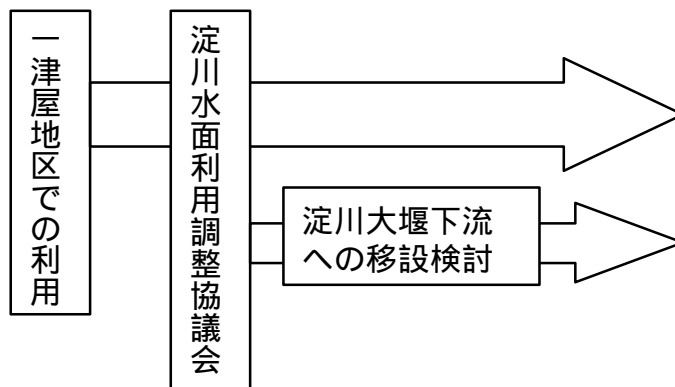 一津屋地区での利用
淀川水面利用調整協議会
淀川大堰下流
への移設検討